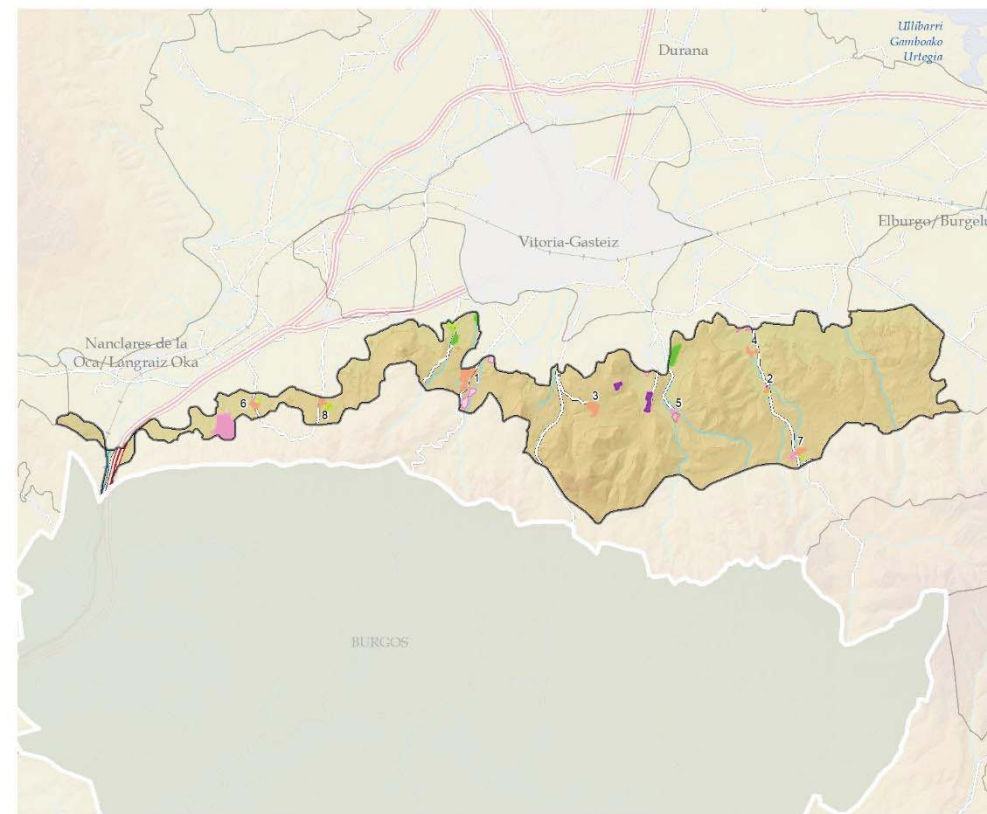 Ullibarri
Gamboako
Urtegia
Durana
Elburgo/Burgelu
Vitoria-Gasteiz
Nanclares de la
Oca/Langraiz Oka
4
1
2
6
3
8
5
7
BURGOS